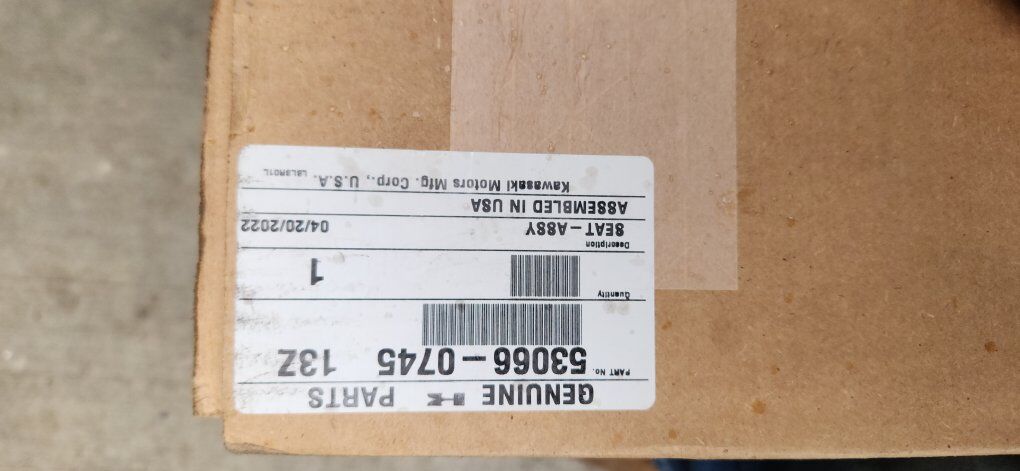 GENUINE PARTS
PART No. 53066-0745 13Z
Quantity 1
Description
SEAT-ASSY 04/20/2022
ASSEMBLED IN USA
Kawasaki Motors Mfg. Corp., U.S.A. LBLSR01L